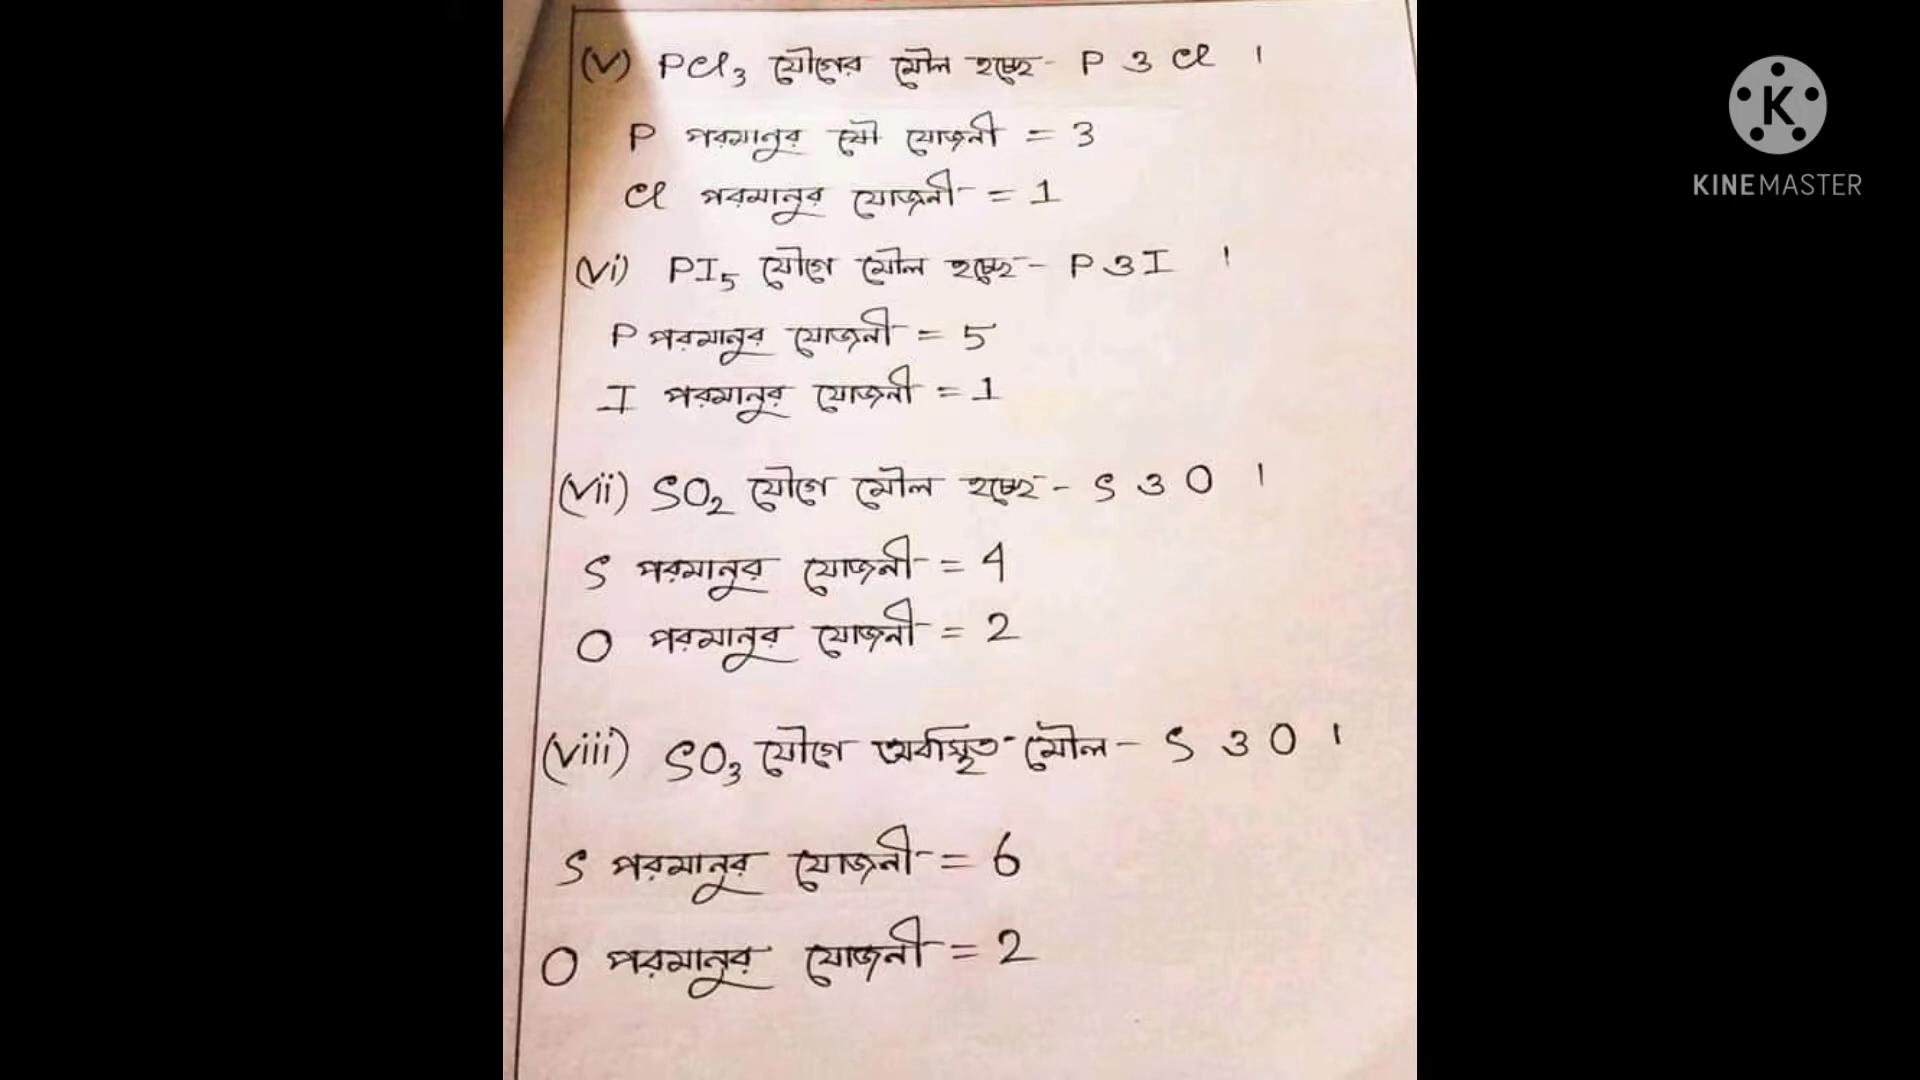 (v) PCl₃ যৌগের মৌল হচ্ছে- P ও Cl ।
P পরমানুর যৌ যোজনী = 3
Cl পরমানুর যোজনী = 1
(vi) PI₅ যৌগে মৌল হচ্ছে- P ও I ।
P পরমানুর যোজনী = 5
I পরমানুর যোজনী = 1
(vii) SO₂ যৌগে মৌল হচ্ছে- S ও O ।
S পরমানুর যোজনী = 4
O পরমানুর যোজনী = 2
(viii) SO₃ যৌগে অবস্থিত মৌল- S ও O ।
S পরমানুর যোজনী = 6
O পরমানুর যোজনী = 2
K
KINEMASTER